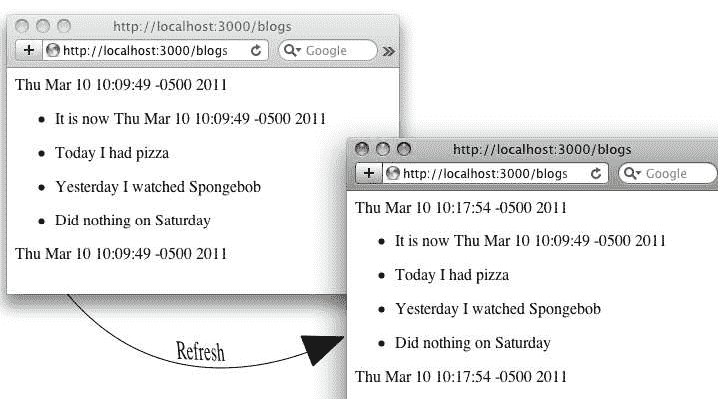 http://localhost:3000/blogs
http://localhost:3000/blogs
Google
Thu Mar 10 10:09:49 -0500 2011
• It is now Thu Mar 10 10:09:49 -0500 2011
• Today I had pizza
• Yesterday I watched Spongebob
• Did nothing on Saturday
Thu Mar 10 10:09:49 -0500 2011
Refresh
http://localhost:3000/blogs
http://localhost:3000/blogs
Google
Thu Mar 10 10:17:54 -0500 2011
• It is now Thu Mar 10 10:09:49 -0500 2011
• Today I had pizza
• Yesterday I watched Spongebob
• Did nothing on Saturday
Thu Mar 10 10:17:54 -0500 2011